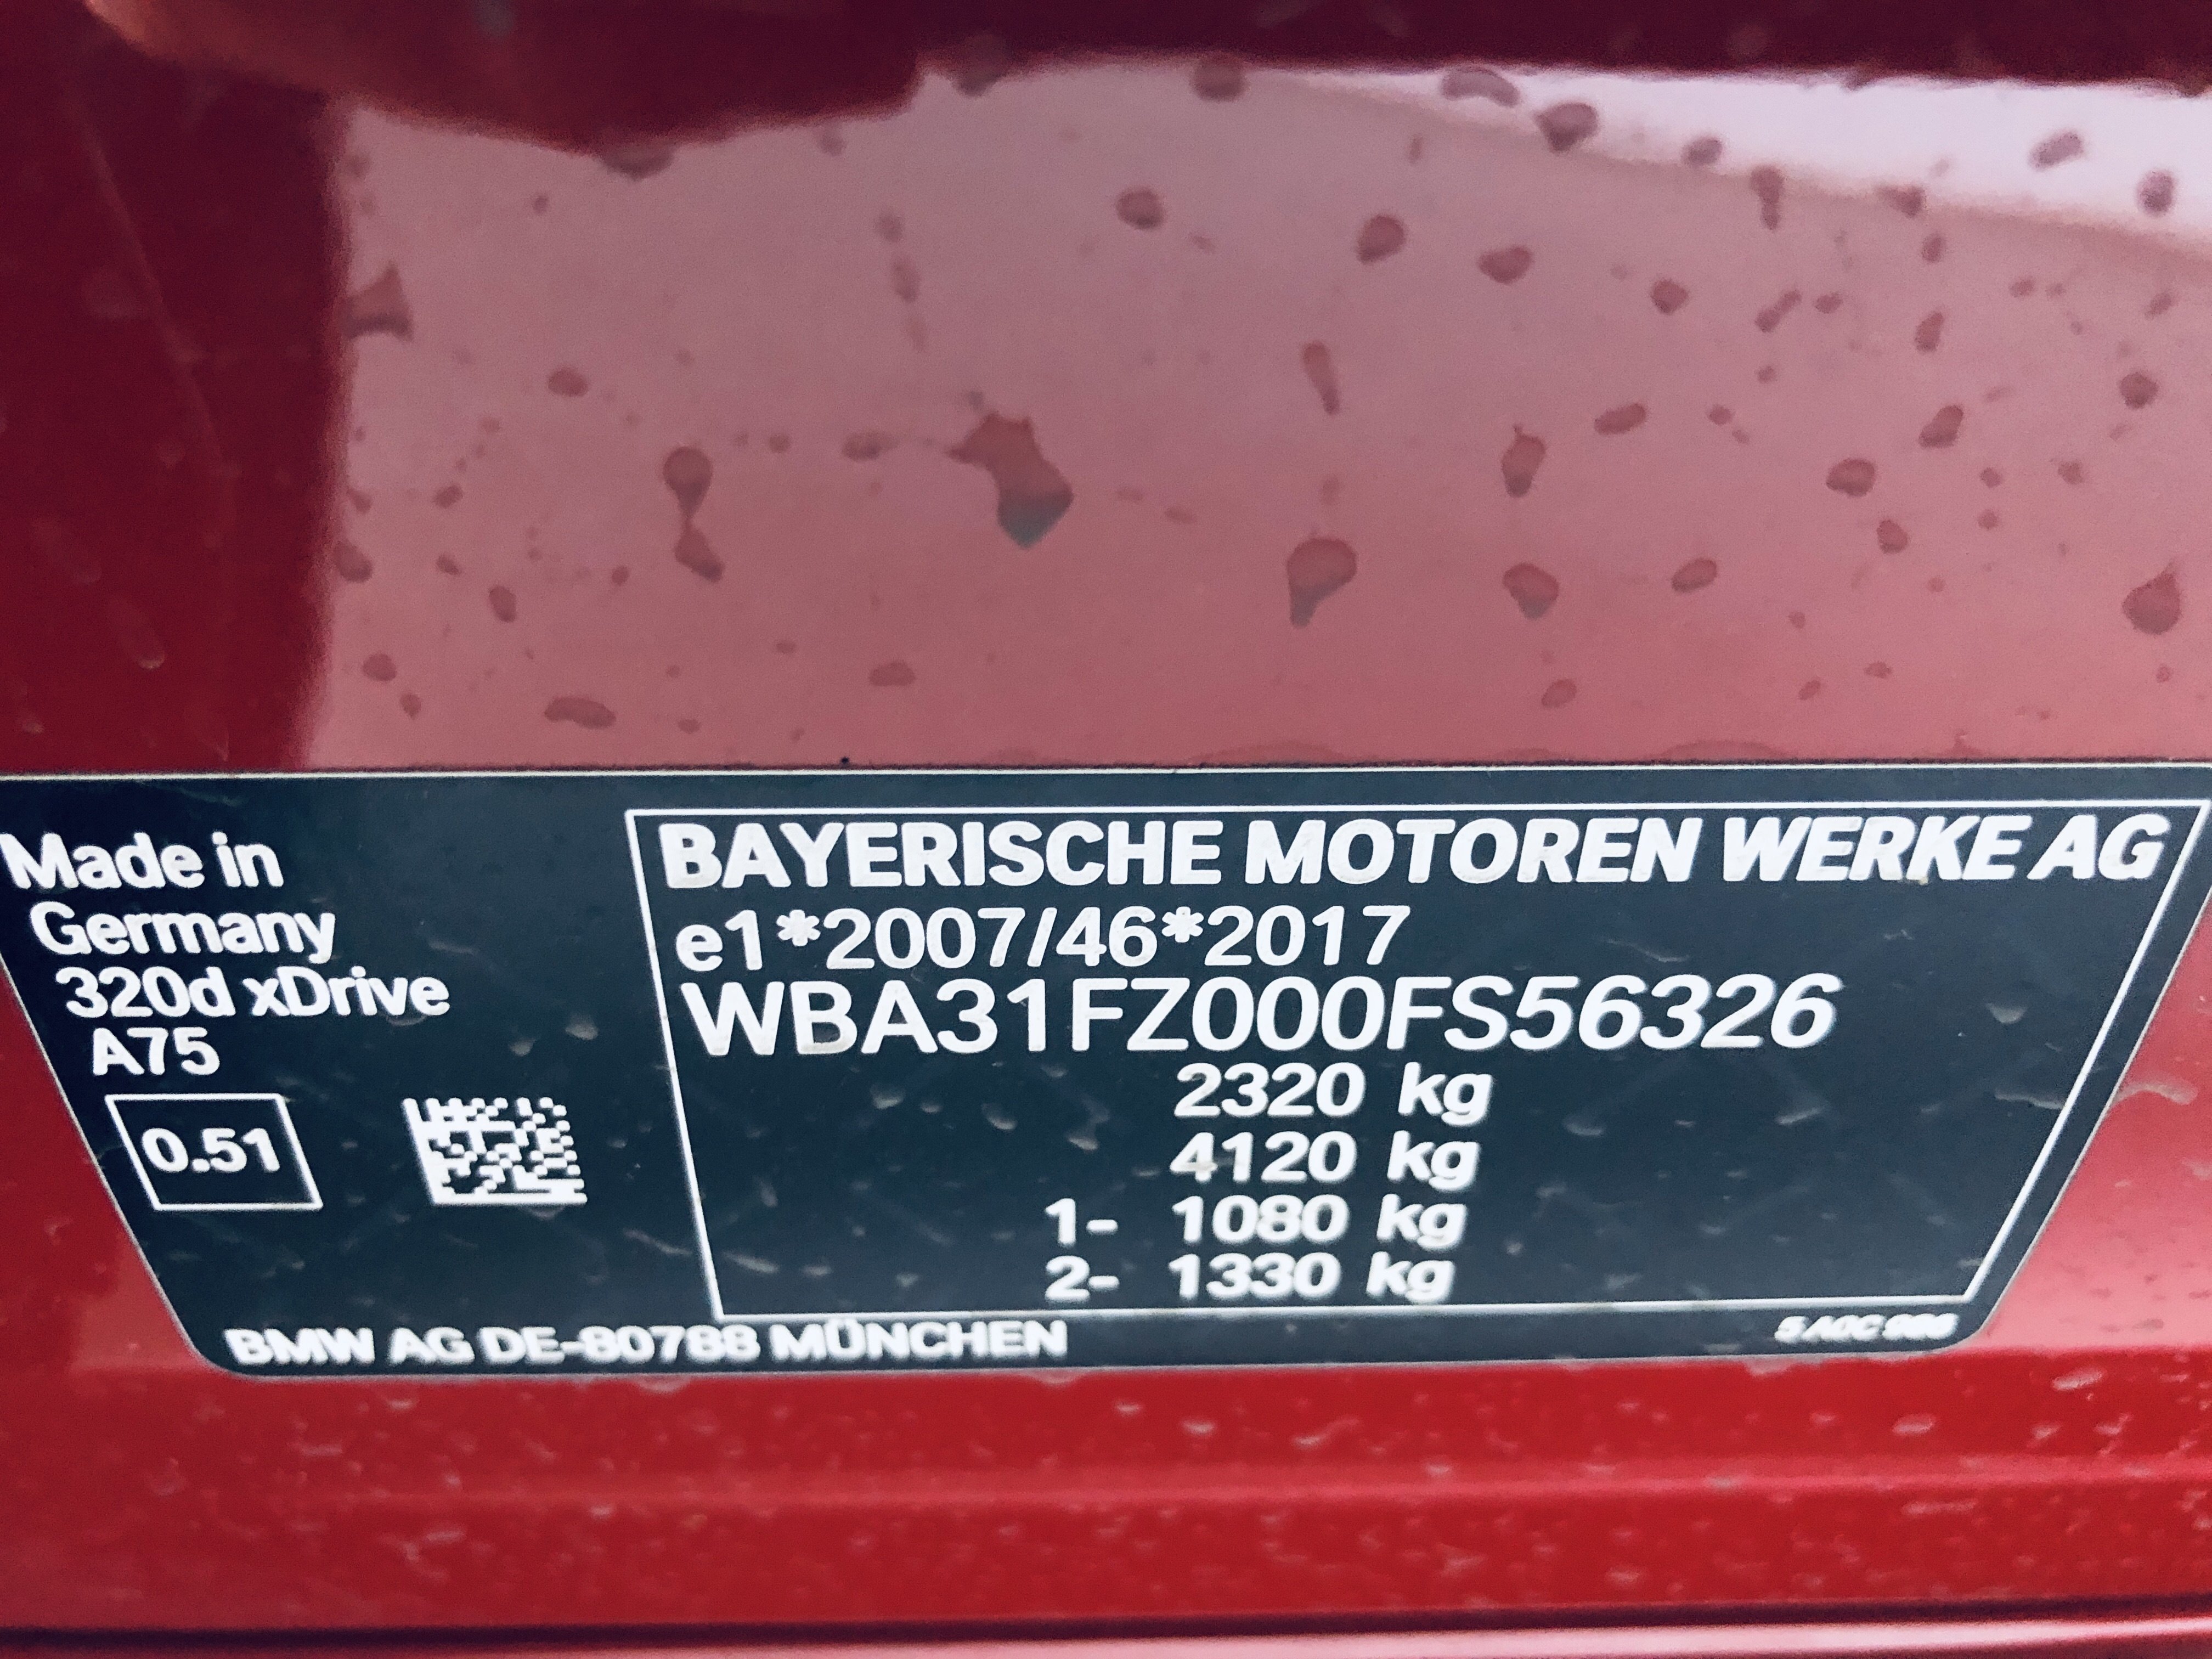 Made in
Germany
320d xDrive
A75
0.51
BAYERISCHE MOTOREN WERKE AG
e1*2007/46*2017
WBA31FZ000FS56326
2320 kg
4120 kg
1- 1080 kg
2- 1330 kg
BMW AG DE-80788 MÜNCHEN